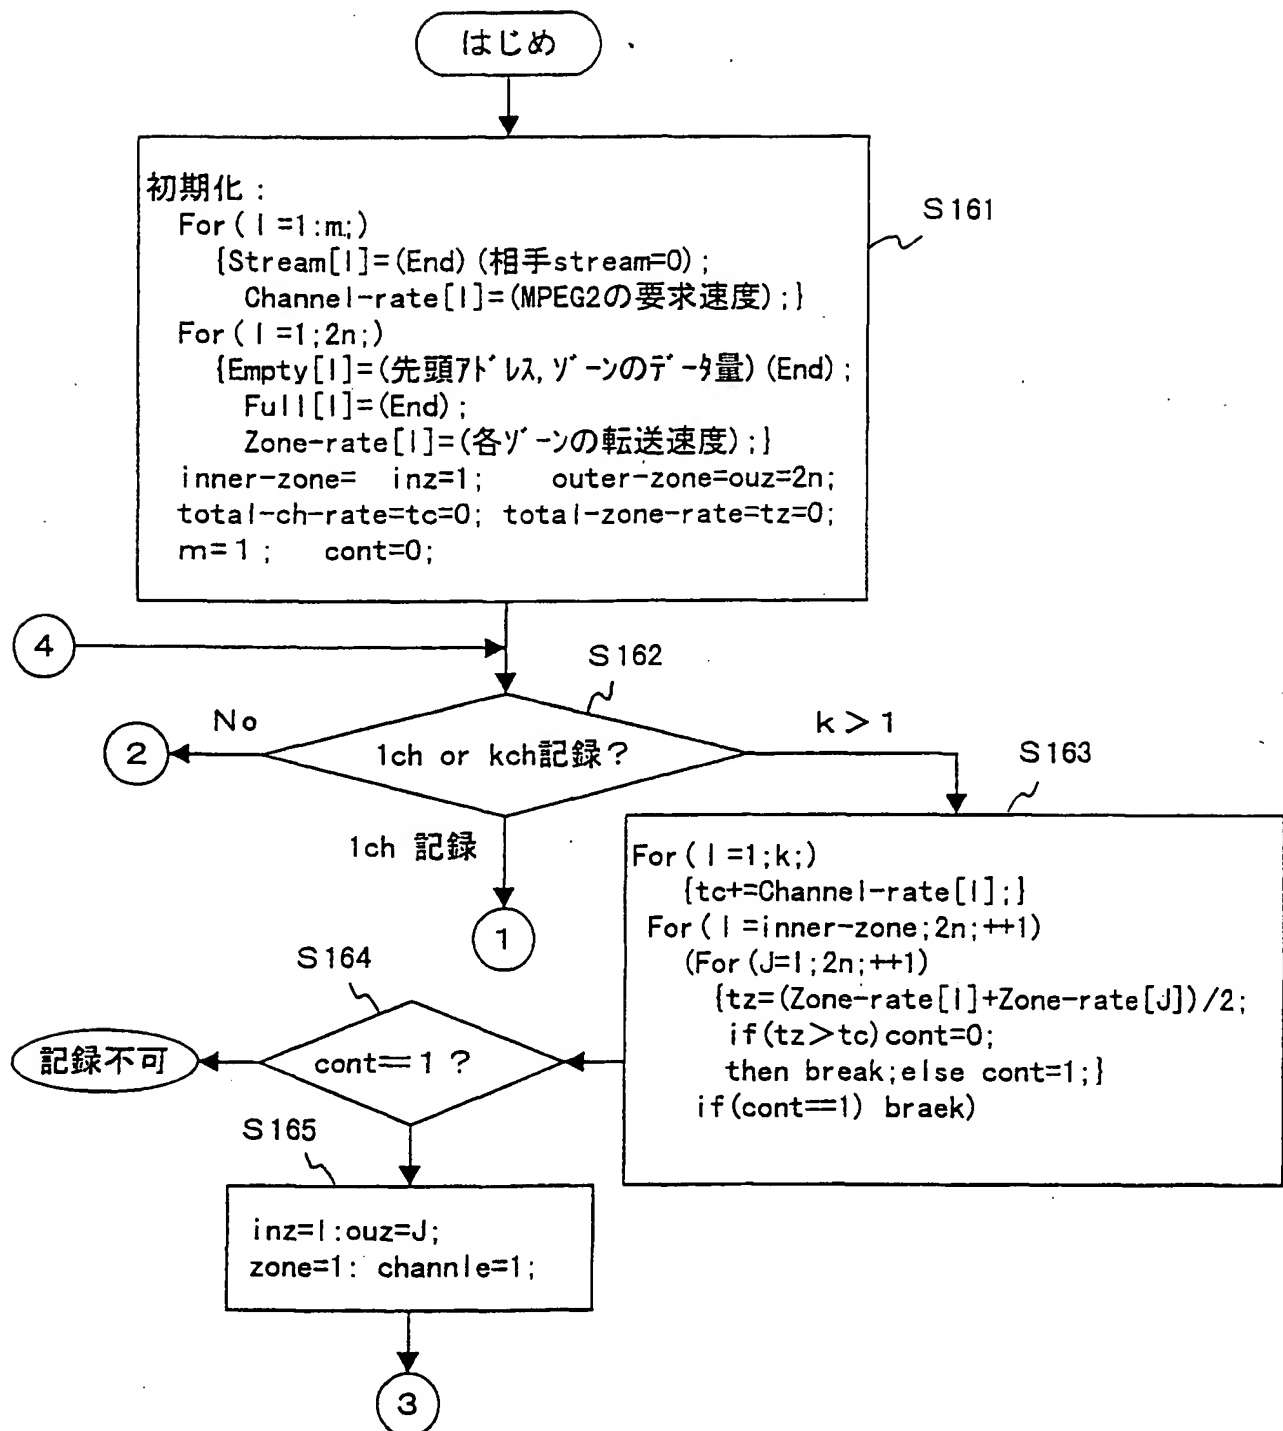 はじめ
初期化：
For(I=1:m;)
{Stream[I]=(End)(相手stream=0);
Channel-rate[I]=(MPEG2の要求速度);}
For(I=1;2n;)
{Empty[I]=(先頭ｱﾄﾞﾚｽ,ｿﾞｰﾝのﾃﾞｰﾀ量)(End);
Full[I]=(End);
Zone-rate[I]=(各ｿﾞｰﾝの転送速度);}
inner-zone= inz=1; outer-zone=ouz=2n;
total-ch-rate=tc=0; total-zone-rate=tz=0;
m=1; cont=0;
S161
4
S162
No
2
1ch or kch記録？
k＞1
S163
1ch 記録
1
For(I=1;k;)
{tc+=Channel-rate[I];}
For(I=inner-zone;2n;++1)
(For(J=I;2n;++1)
{tz=(Zone-rate[I]+Zone-rate[J])/2;
if(tz>tc)cont=0;
then break;else cont=1;}
if(cont==1) braek)
S164
記録不可
cont==1？
S165
inz=I:ouz=J;
zone=1: channle=1;
3